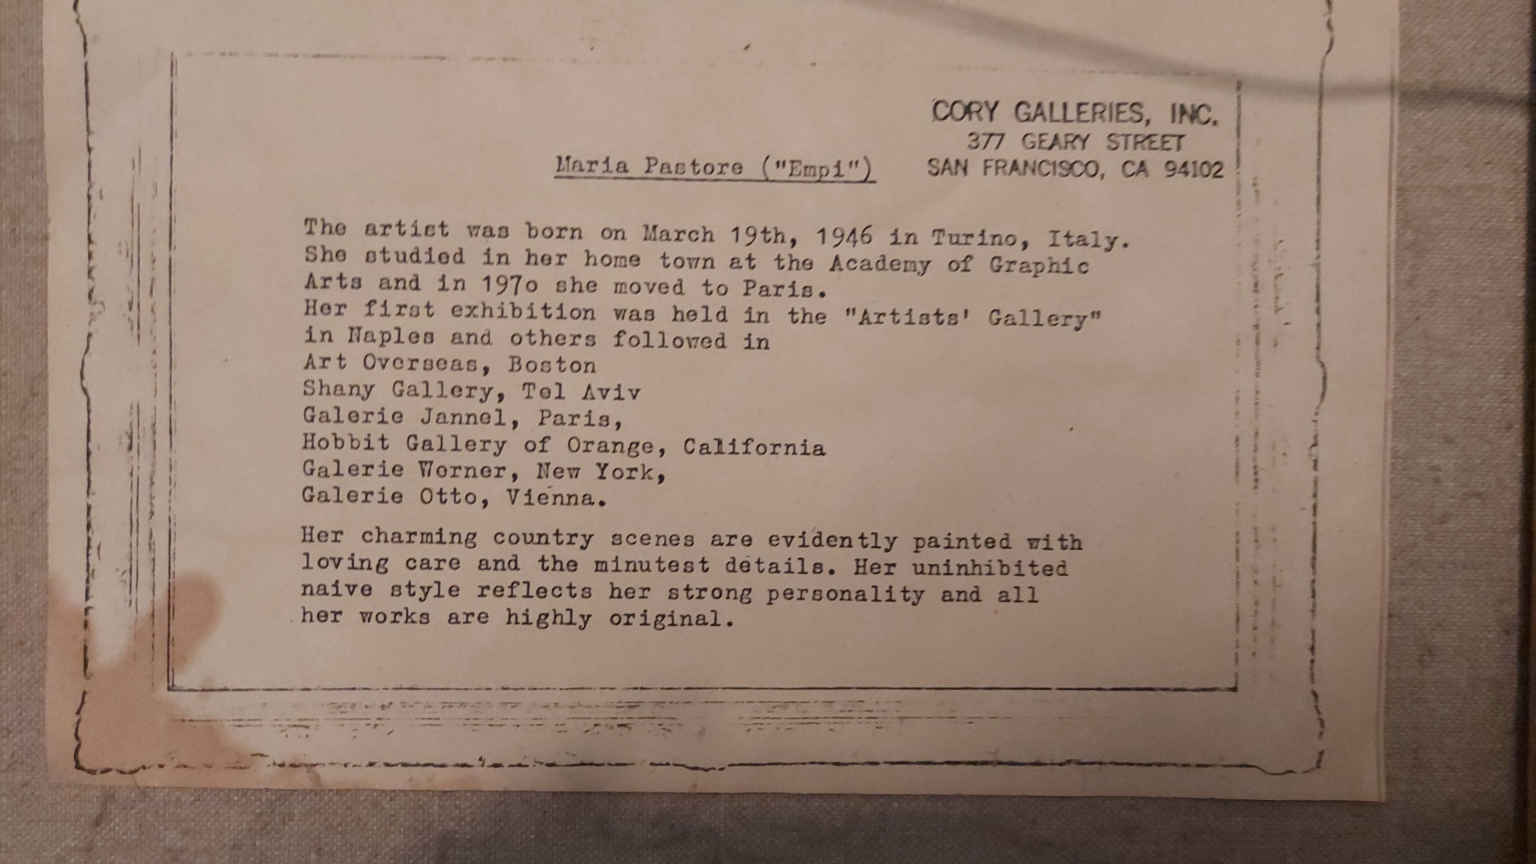 CORY GALLERIES, INC.
377 GEARY STREET
SAN FRANCISCO, CA 94102
Maria Pastore ("Empi")
The artist was born on March 19th, 1946 in Turino, Italy.
She studied in her home town at the Academy of Graphic
Arts and in 197o she moved to Paris.
Her first exhibition was held in the "Artists' Gallery"
in Naples and others followed in
Art Overseas, Boston
Shany Gallery, Tel Aviv
Galerie Jannel, Paris,
Hobbit Gallery of Orange, California
Galerie Worner, New York,
Galerie Otto, Vienna.
Her charming country scenes are evidently painted with
loving care and the minutest details. Her uninhibited
naive style reflects her strong personality and all
her works are highly original.